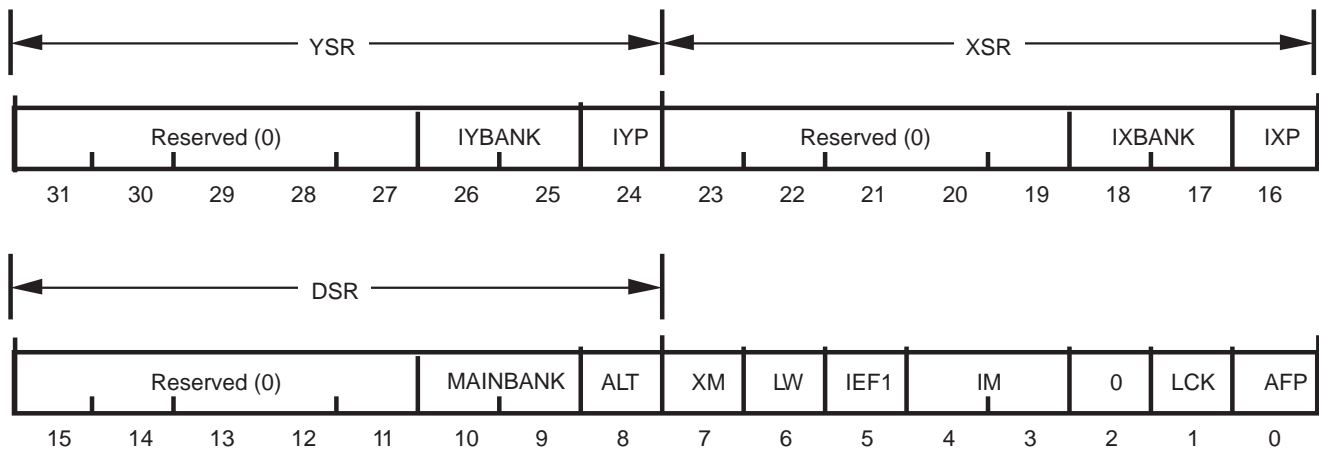 YSR XSR
Reserved (0) IYBANK IYP Reserved (0) IXBANK IXP
31 30 29 28 27 26 25 24 23 22 21 20 19 18 17 16
DSR
Reserved (0) MAINBANK ALT XM LW IEF1 IM 0 LCK AFP
15 14 13 12 11 10 9 8 7 6 5 4 3 2 1 0